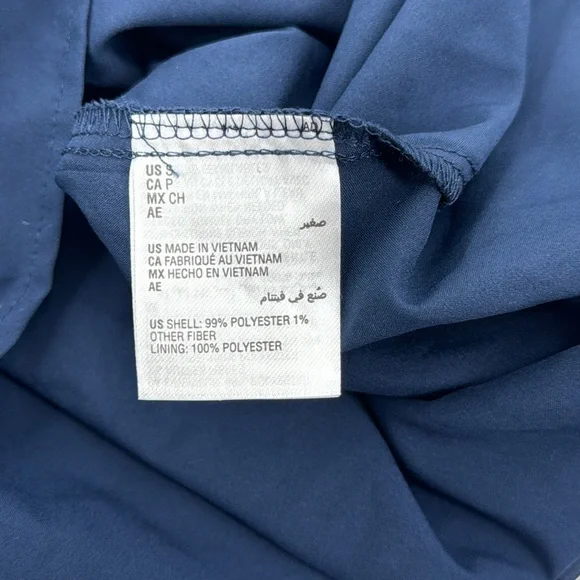 US S
CA P
MX CH
AE
صغير
US MADE IN VIETNAM
CA FABRIQUÉ AU VIETNAM
MX HECHO EN VIETNAM
AE
صُنع في فيتنام
US SHELL: 99% POLYESTER 1%
OTHER FIBER
LINING: 100% POLYESTER